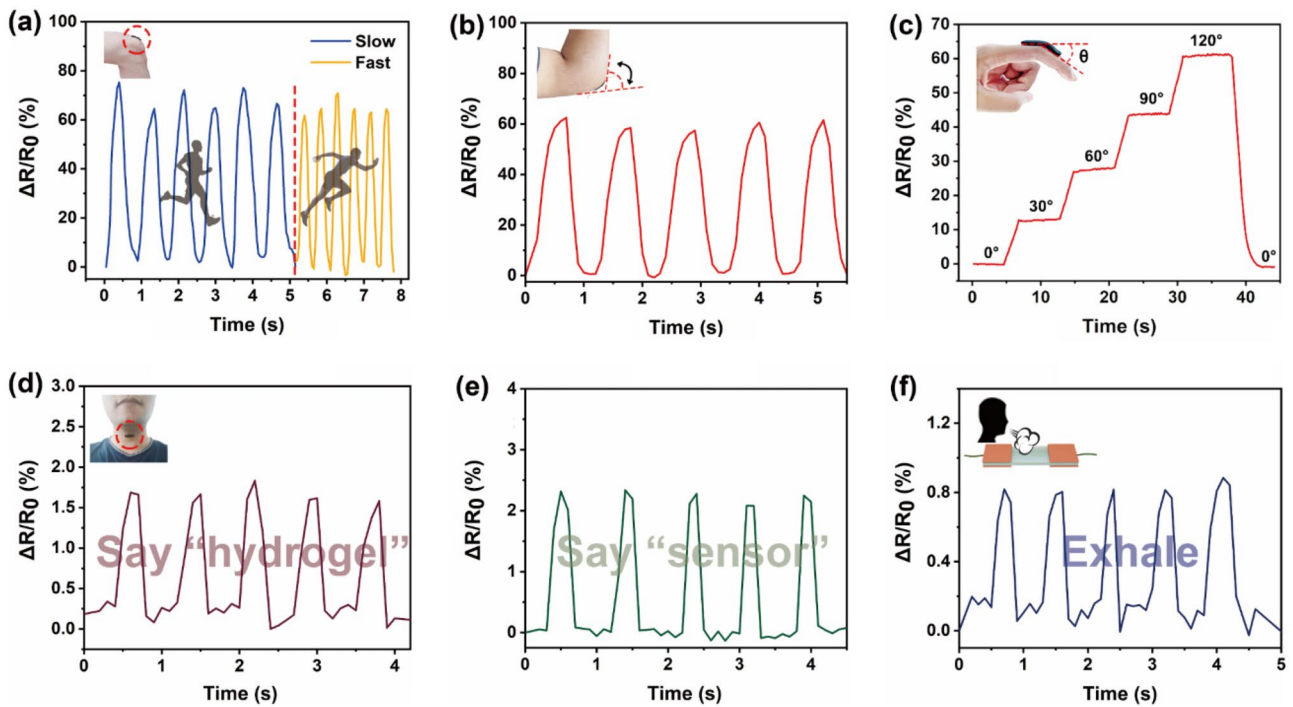 (a)
100
80
60
40
20
0
ΔR/R0 (%)
Slow
Fast
0 1 2 3 4 5 6 7 8
Time (s)
(b)
100
80
60
40
20
0
ΔR/R0 (%)
0 1 2 3 4 5
Time (s)
(c)
70
60
50
40
30
20
10
0
-10
ΔR/R0 (%)
θ
0°
30°
60°
90°
120°
0°
0 10 20 30 40
Time (s)
(d)
3.0
2.5
2.0
1.5
1.0
0.5
0.0
ΔR/R0 (%)
Say “hydrogel”
0 1 2 3 4
Time (s)
(e)
4
3
2
1
0
ΔR/R0 (%)
Say “sensor”
0 1 2 3 4
Time (s)
(f)
1.2
0.8
0.4
0.0
ΔR/R0 (%)
Exhale
0 1 2 3 4 5
Time (s)